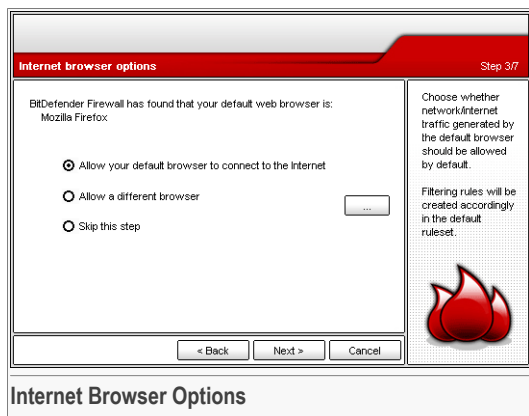 Internet browser options
Step 3/7
BitDefender Firewall has found that your default web browser is:
Mozilla Firefox
Allow your default browser to connect to the Internet
Allow a different browser
...
Skip this step
Choose whether
network/internet
traffic generated by
the default browser
should be allowed
by default.
Filtering rules will be
created accordingly
in the default
ruleset.
< Back
Next >
Cancel
Internet Browser Options